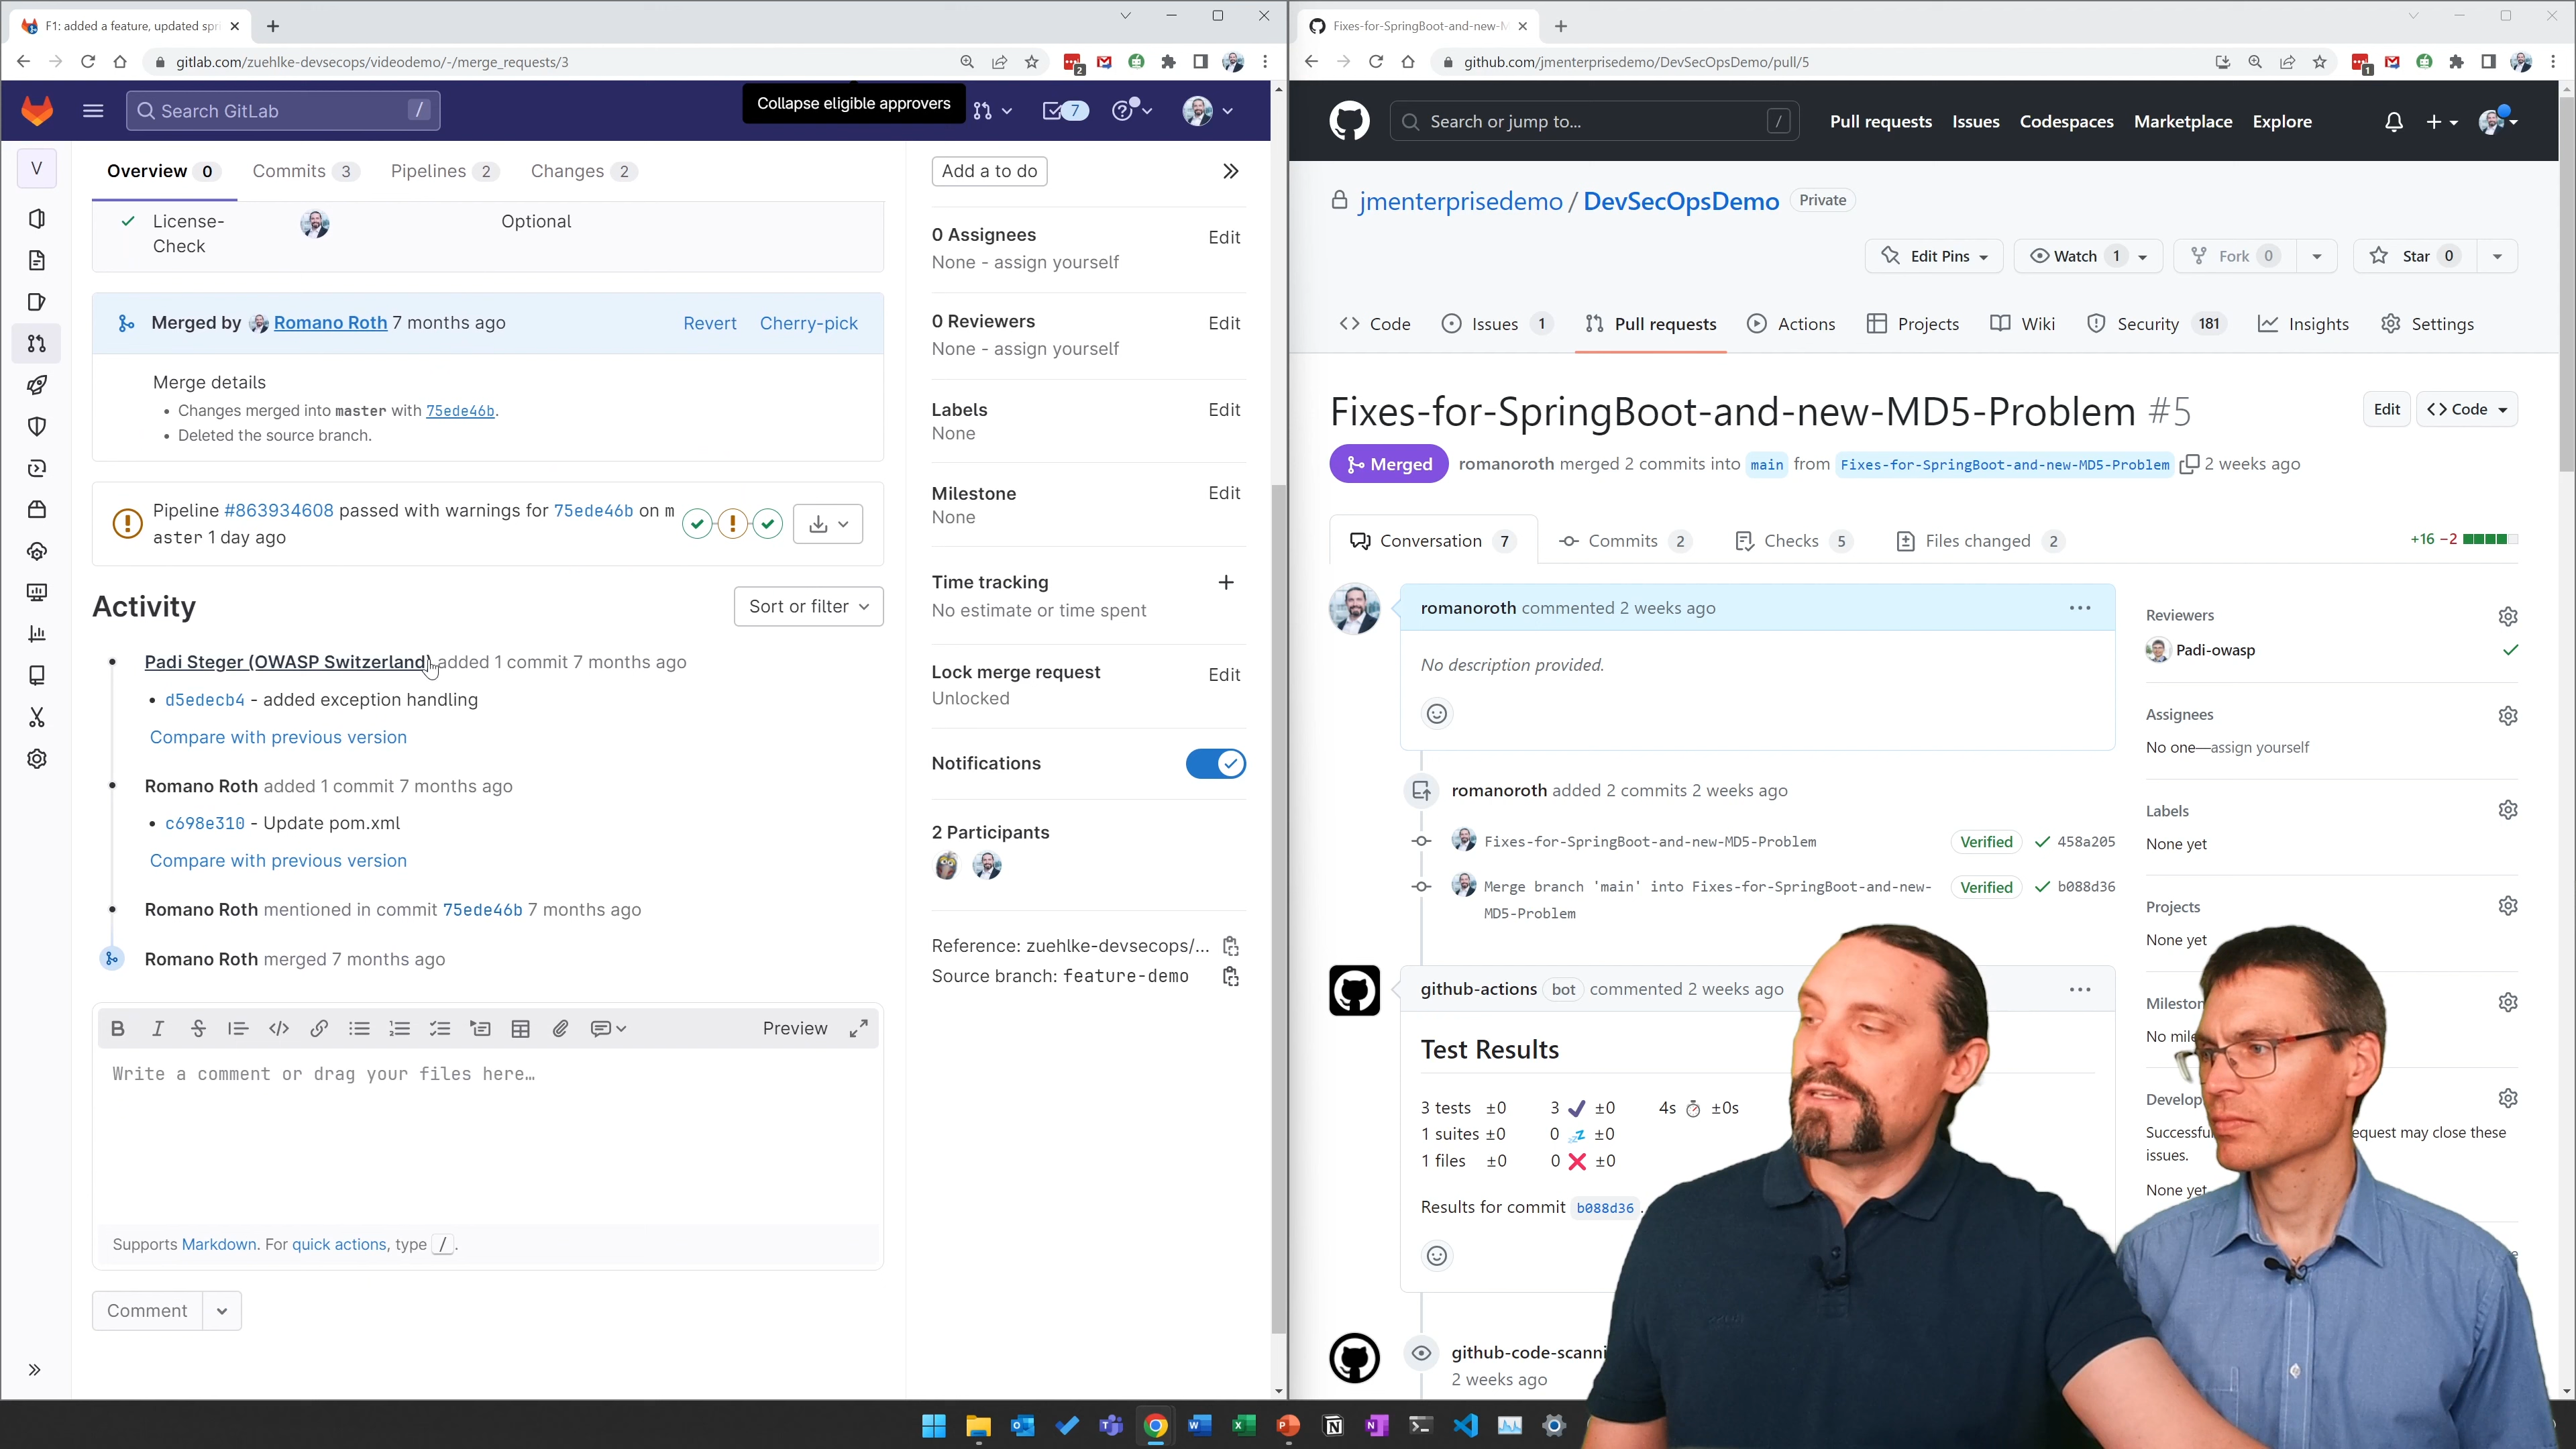 F1: added a feature, updated spri
gitlab.com/zuehlke-devsecops/videodemo/-/merge_requests/3
2
Search GitLab /
Collapse eligible approvers
7
V
Overview 0 Commits 3 Pipelines 2 Changes 2
License-Check Optional
Merged by Romano Roth 7 months ago Revert Cherry-pick
Merge details
• Changes merged into master with 75ede46b.
• Deleted the source branch.
Pipeline #863934608 passed with warnings for 75ede46b on m
aster 1 day ago
Activity
Sort or filter
Padi Steger (OWASP Switzerland) added 1 commit 7 months ago
• d5edecb4 - added exception handling
Compare with previous version
Romano Roth added 1 commit 7 months ago
• c698e310 - Update pom.xml
Compare with previous version
Romano Roth mentioned in commit 75ede46b 7 months ago
Romano Roth merged 7 months ago
Preview
Write a comment or drag your files here…
Supports Markdown. For quick actions, type /.
Comment
Add a to do
0 Assignees Edit
None - assign yourself
0 Reviewers Edit
None - assign yourself
Labels Edit
None
Milestone Edit
None
Time tracking
No estimate or time spent
Lock merge request Edit
Unlocked
Notifications
2 Participants
Reference: zuehlke-devsecops/...
Source branch: feature-demo
Fixes-for-SpringBoot-and-new-M
github.com/jmenterprisedemo/DevSecOpsDemo/pull/5
1
Search or jump to... /
Pull requests Issues Codespaces Marketplace Explore
jmenterprisedemo / DevSecOpsDemo Private
Edit Pins Watch 1 Fork 0 Star 0
Code Issues 1 Pull requests Actions Projects Wiki Security 181 Insights Settings
Fixes-for-SpringBoot-and-new-MD5-Problem #5
Edit Code
Merged romanoroth merged 2 commits into main from Fixes-for-SpringBoot-and-new-MD5-Problem 2 weeks ago
Conversation 7 Commits 2 Checks 5 Files changed 2
+16 −2
romanoroth commented 2 weeks ago
No description provided.
romanoroth added 2 commits 2 weeks ago
Fixes-for-SpringBoot-and-new-MD5-Problem Verified 458a205
Merge branch 'main' into Fixes-for-SpringBoot-and-new- Verified b088d36
MD5-Problem
github-actions bot commented 2 weeks ago
Test Results
3 tests ±0 3 ±0 4s ±0s
1 suites ±0 0 ±0
1 files ±0 0 ±0
Results for commit b088d36.
github-code-scanni
2 weeks ago
Reviewers
Padi-owasp
Assignees
No one—assign yourself
Labels
None yet
Projects
None yet
Mileston
No mile
Develop
Successfu equest may close these
issues.
None yet